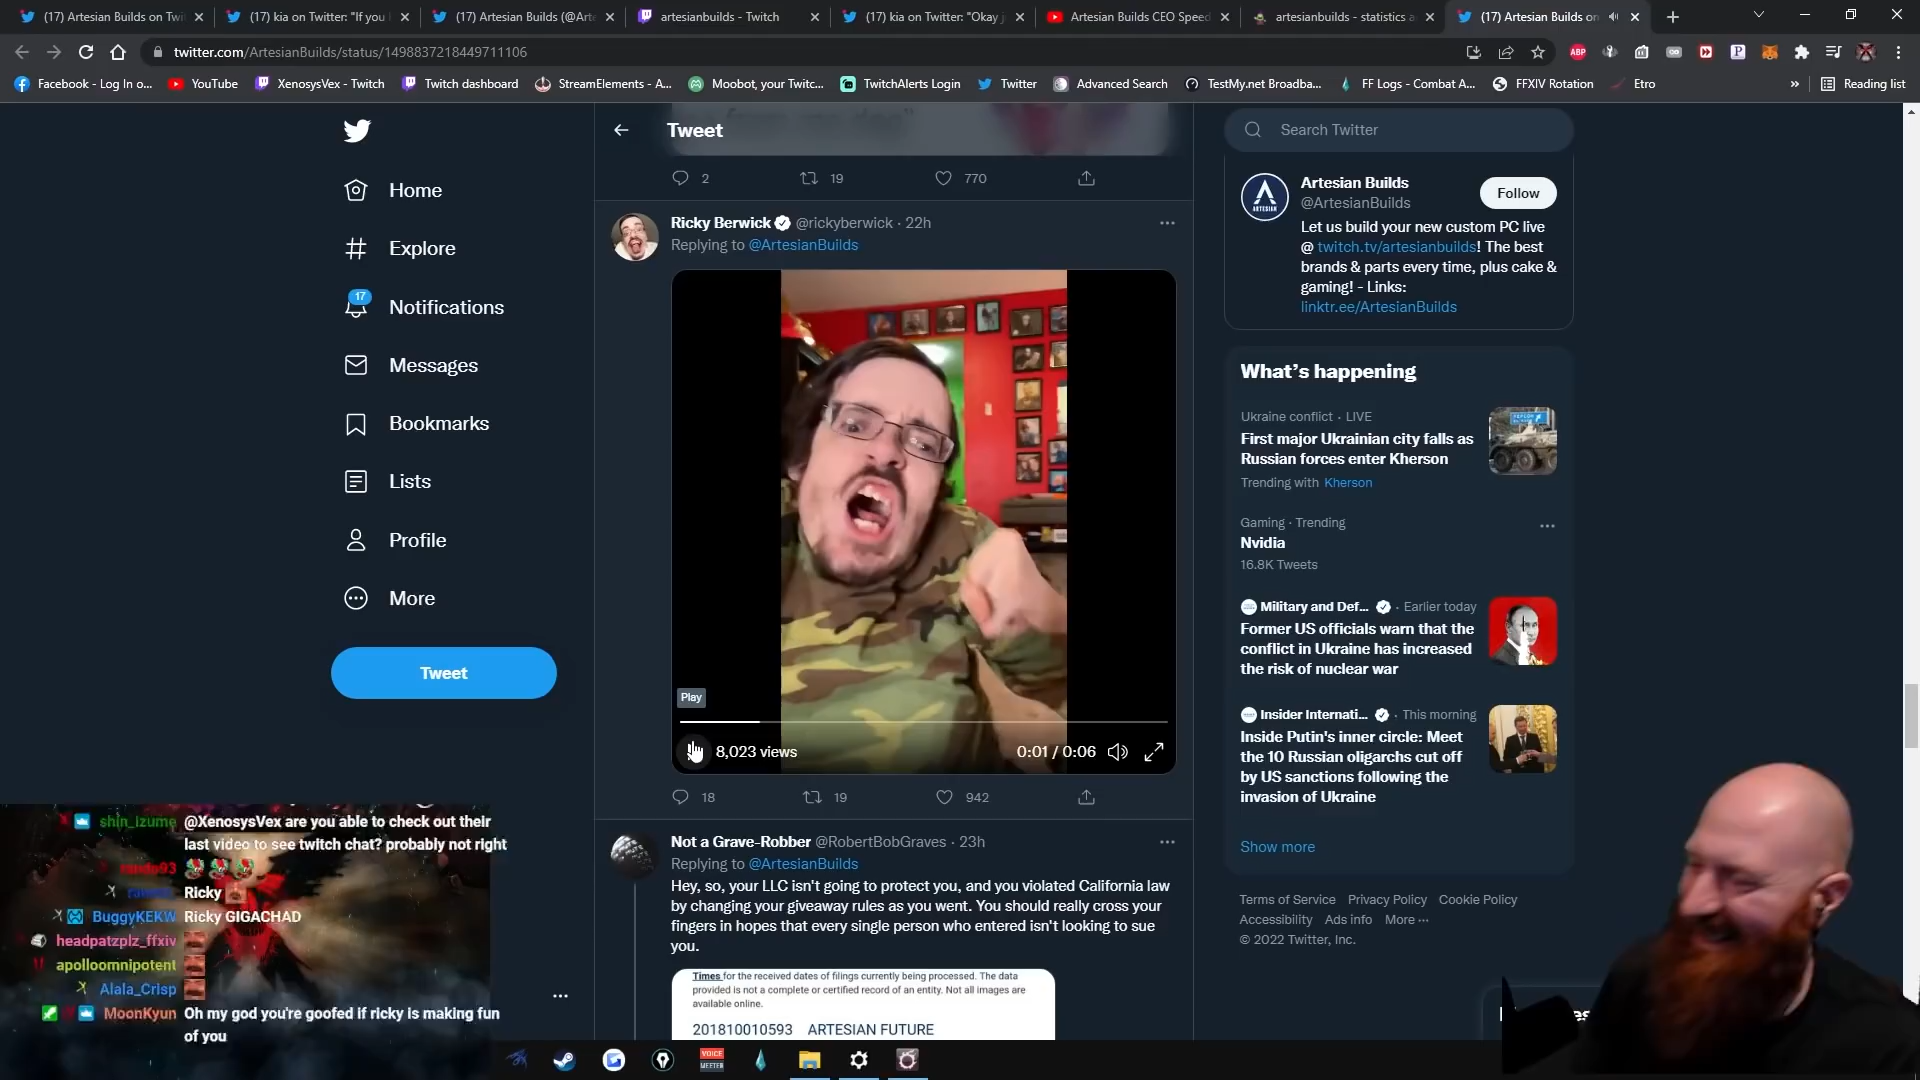 (17) Artesian Builds on Twi
(17) kia on Twitter: "If you
(17) Artesian Builds (@Arte
artesianbuilds - Twitch
(17) kia on Twitter: "Okay
Artesian Builds CEO Speed
artesianbuilds - statistics a
(17) Artesian Builds on
twitter.com/ArtesianBuilds/status/1498837218449711106
Facebook - Log In o...
YouTube
XenosysVex - Twitch
Twitch dashboard
StreamElements - A...
Moobot, your Twitc...
TwitchAlerts Login
Twitter
Advanced Search
TestMy.net Broadba...
FF Logs - Combat A...
FFXIV Rotation
Etro
»
Reading list
Home
Explore
17
Notifications
Messages
Bookmarks
Lists
Profile
More
Tweet
Tweet
2
19
770
Ricky Berwick @rickyberwick · 22h
Replying to @ArtesianBuilds
Play
8,023 views
0:01 / 0:06
18
19
942
Not a Grave-Robber @RobertBobGraves · 23h
Replying to @ArtesianBuilds
Hey, so, your LLC isn't going to protect you, and you violated California law
by changing your giveaway rules as you went. You should really cross your
fingers in hopes that every single person who entered isn't looking to sue
you.
Times for the received dates of filings currently being processed. The data
provided is not a complete or certified record of an entity. Not all images are
available online.
201810010593 ARTESIAN FUTURE
Search Twitter
ARTESIAN
Artesian Builds
@ArtesianBuilds
Follow
Let us build your new custom PC live
@ twitch.tv/artesianbuilds! The best
brands & parts every time, plus cake &
gaming! - Links:
linktr.ee/ArtesianBuilds
What's happening
Ukraine conflict · LIVE
First major Ukrainian city falls as
Russian forces enter Kherson
Trending with Kherson
Gaming · Trending
Nvidia
16.8K Tweets
Military and Def... · Earlier today
Former US officials warn that the
conflict in Ukraine has increased
the risk of nuclear war
Insider Internati... · This morning
Inside Putin's inner circle: Meet
the 10 Russian oligarchs cut off
by US sanctions following the
invasion of Ukraine
Show more
Terms of Service Privacy Policy Cookie Policy
Accessibility Ads info More ···
© 2022 Twitter, Inc.
shin_izume @XenosysVex are you able to check out their
last video to see twitch chat? probably not right
Ricky
BuggyKEKW Ricky GIGACHAD
headpatzplz_ffxiv
apolloomnipotent
Alala_Crisp
MoonKyun Oh my god you're goofed if ricky is making fun
of you
VOICE
MEETER